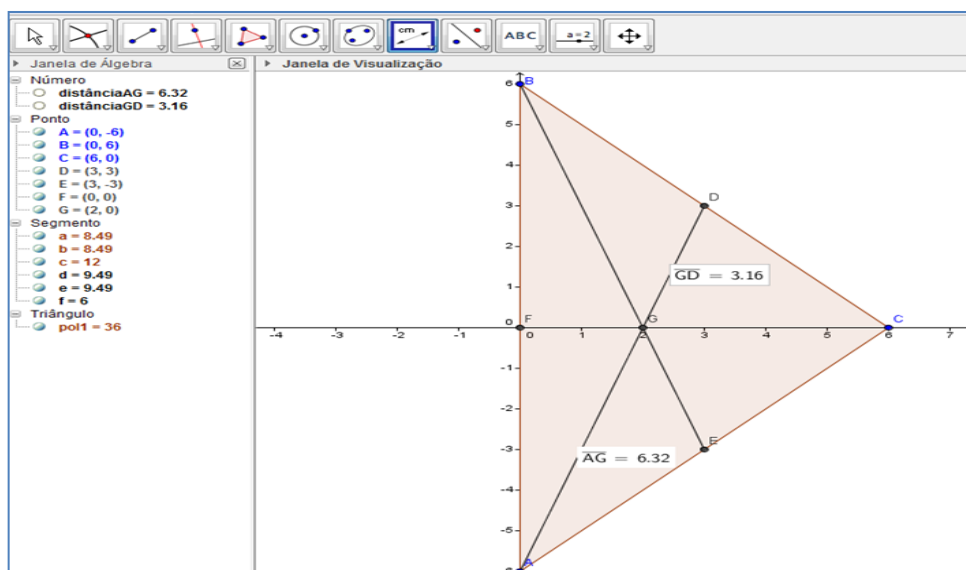 cm
ABC
a=2
Janela de Álgebra
Janela de Visualização
Número
distânciaAG = 6.32
distânciaGD = 3.16
Ponto
A = (0, -6)
B = (0, 6)
C = (6, 0)
D = (3, 3)
E = (3, -3)
F = (0, 0)
G = (2, 0)
Segmento
a = 8.49
b = 8.49
c = 12
d = 9.49
e = 9.49
f = 6
Triângulo
pol1 = 36
6
B
5
4
3
D
2
GD = 3.16
1
0
F
G
C
-4
-3
-2
-1
0
1
2
3
4
5
6
7
-1
-2
-3
E
AG = 6.32
-4
-5
A